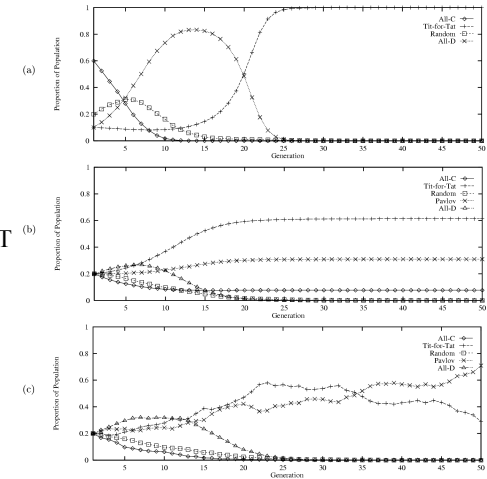 (a)
Proportion of Population
1
0.8
0.6
0.4
0.2
0
5 10 15 20 25 30 35 40 45 50
Generation
All-C
Tit-for-Tat
Random
All-D
T
(b)
Proportion of Population
1
0.8
0.6
0.4
0.2
0
5 10 15 20 25 30 35 40 45 50
Generation
All-C
Tit-for-Tat
Random
Pavlov
All-D
(c)
Proportion of Population
1
0.8
0.6
0.4
0.2
0
5 10 15 20 25 30 35 40 45 50
Generation
All-C
Tit-for-Tat
Random
Pavlov
All-D